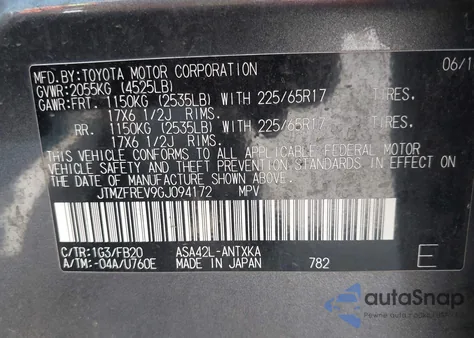 MFD.BY:TOYOTA MOTOR CORPORATION 06/1
GVWR:2055KG (4525LB)
GAWR:FRT. 1150KG (2535LB) WITH 225/65R17 TIRES.
17X6 1/2J RIMS.
RR. 1150KG (2535LB) WITH 225/65R17 TIRES.
17X6 1/2J RIMS.
THIS VEHICLE CONFORMS TO ALL APPLICABLE FEDERAL MOTOR
VEHICLE SAFETY AND THEFT PREVENTION STANDARDS IN EFFECT ON
THE DATE OF MANUFACTURE SHOWN ABOVE.
JTMZFREV9GJ094172 MPV
C/TR:1G3/FB20 ASA42L-ANTXKA
A/TM:-04A/U760E MADE IN JAPAN 782 E
autoSnap
Pewne auto z USA